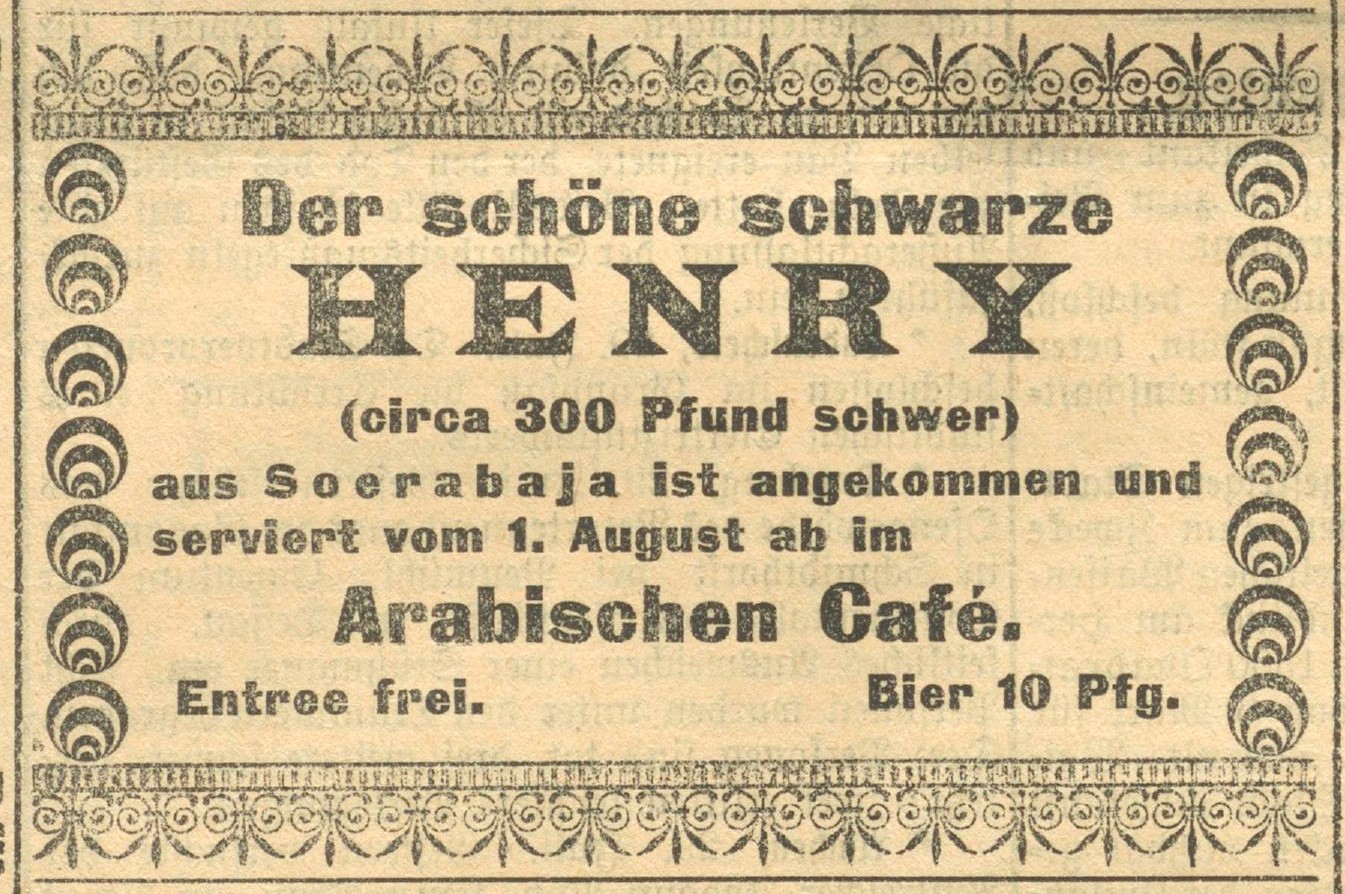 Der schöne schwarze
HENRY
(circa 300 Pfund schwer)
aus Soerabaja ist angekommen und
serviert vom 1. August ab im
Arabischen Café.
Entree frei.
Bier 10 Pfg.